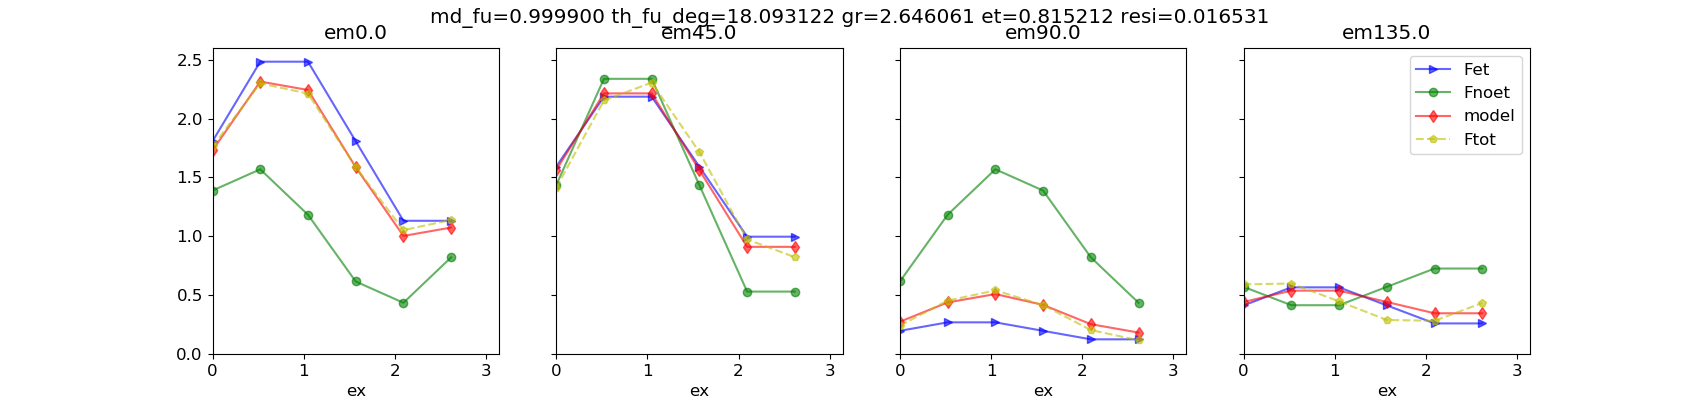 md_fu=0.999900 th_fu_deg=18.093122 gr=2.646061 et=0.815212 resi=0.016531
em0.0 em45.0 em90.0 em135.0
2.5
2.0
1.5
1.0
0.5
0.0
Fet
Fnoet
model
Ftot
0 1 2 3 0 1 2 3 0 1 2 3 0 1 2 3
ex ex ex ex